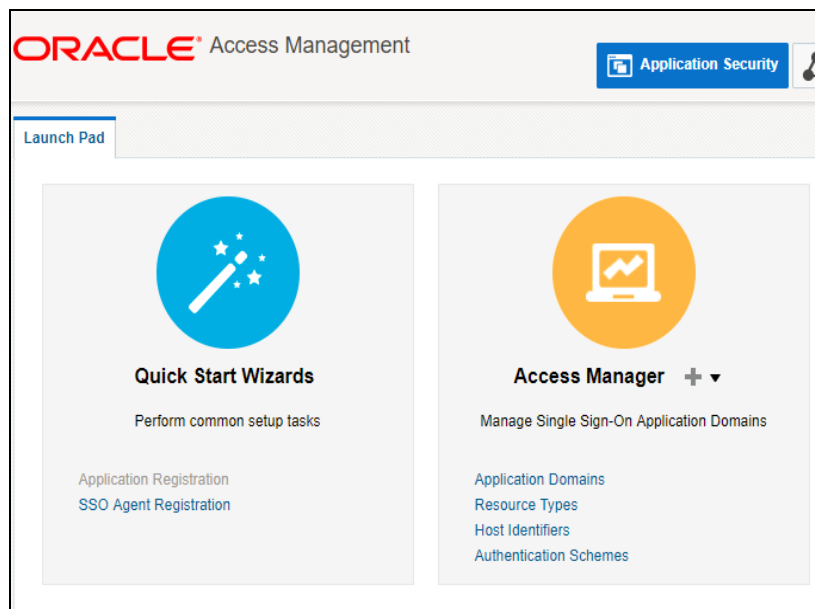 ORACLE® Access Management
Application Security
Launch Pad
Quick Start Wizards
Perform common setup tasks
Application Registration
SSO Agent Registration
Access Manager
Manage Single Sign-On Application Domains
Application Domains
Resource Types
Host Identifiers
Authentication Schemes